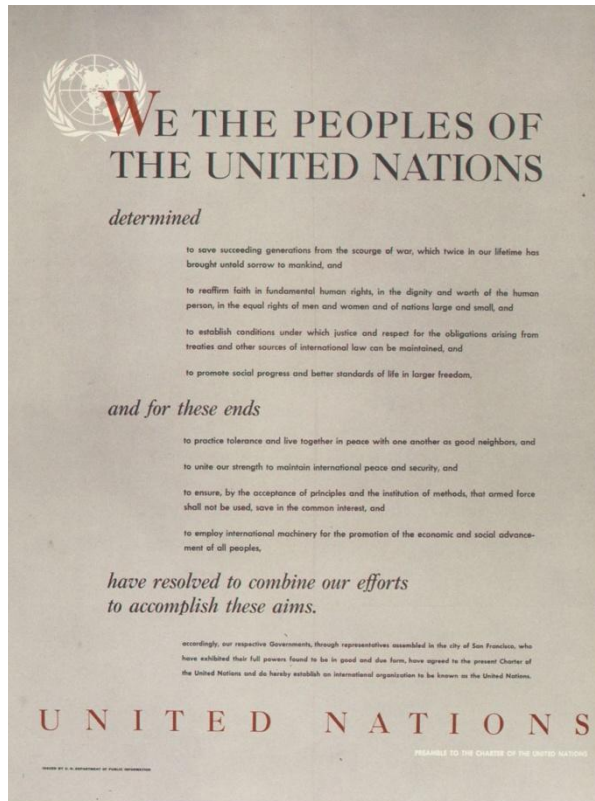 WE THE PEOPLES OF
THE UNITED NATIONS
determined
to save succeeding generations from the scourge of war, which twice in our lifetime has
brought untold sorrow to mankind, and
to reaffirm faith in fundamental human rights, in the dignity and worth of the human
person, in the equal rights of men and women and of nations large and small, and
to establish conditions under which justice and respect for the obligations arising from
treaties and other sources of international law can be maintained, and
to promote social progress and better standards of life in larger freedom,
and for these ends
to practice tolerance and live together in peace with one another as good neighbors, and
to unite our strength to maintain international peace and security, and
to ensure, by the acceptance of principles and the institution of methods, that armed force
shall not be used, save in the common interest, and
to employ international machinery for the promotion of the economic and social advance-
ment of all peoples,
have resolved to combine our efforts
to accomplish these aims.
accordingly, our respective Governments, through representatives assembled in the city of San Francisco, who
have exhibited their full powers found to be in good and due form, have agreed to the present Charter of
the United Nations and do hereby establish an international organization to be known as the United Nations.
UNITED NATIONS
PREAMBLE TO THE CHARTER OF THE UNITED NATIONS
ISSUED BY U. N. DEPARTMENT OF PUBLIC INFORMATION